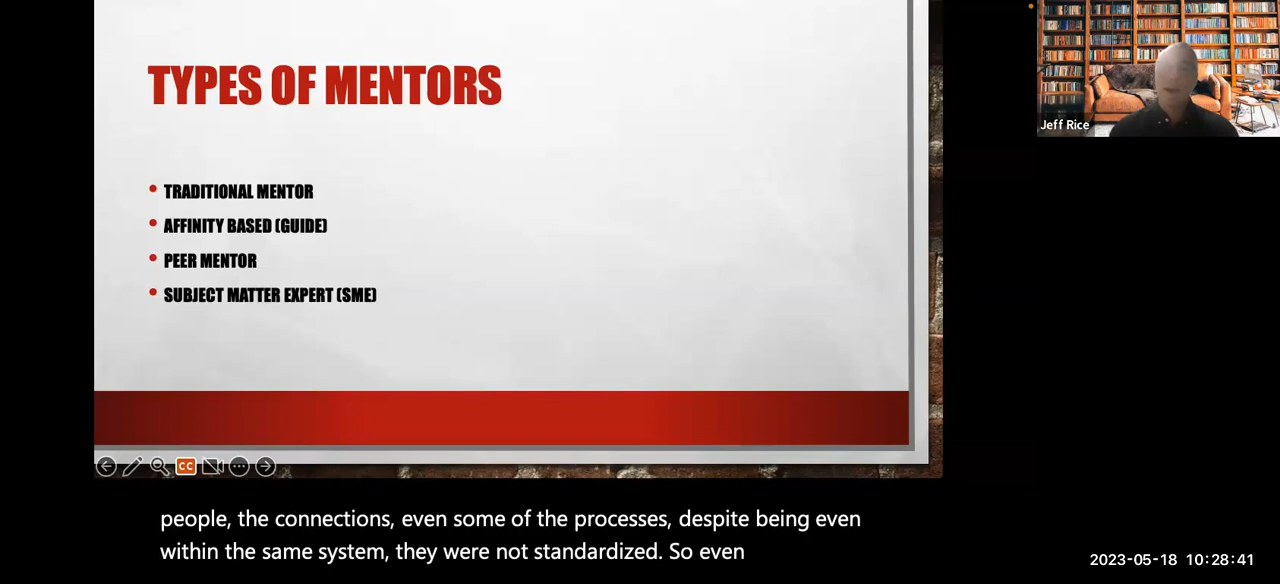 TYPES OF MENTORS
• TRADITIONAL MENTOR
• AFFINITY BASED (GUIDE)
• PEER MENTOR
• SUBJECT MATTER EXPERT (SME)
Jeff Rice
CC
people, the connections, even some of the processes, despite being even
within the same system, they were not standardized. So even
2023-05-18 10:28:41